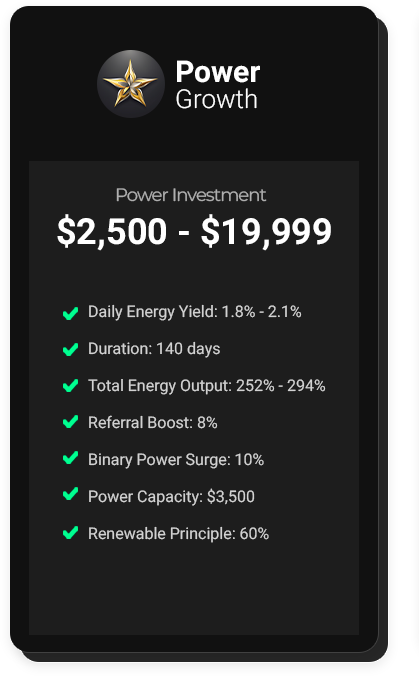 Power
Growth
Power Investment
$2,500 - $19,999
Daily Energy Yield: 1.8% - 2.1%
Duration: 140 days
Total Energy Output: 252% - 294%
Referral Boost: 8%
Binary Power Surge: 10%
Power Capacity: $3,500
Renewable Principle: 60%